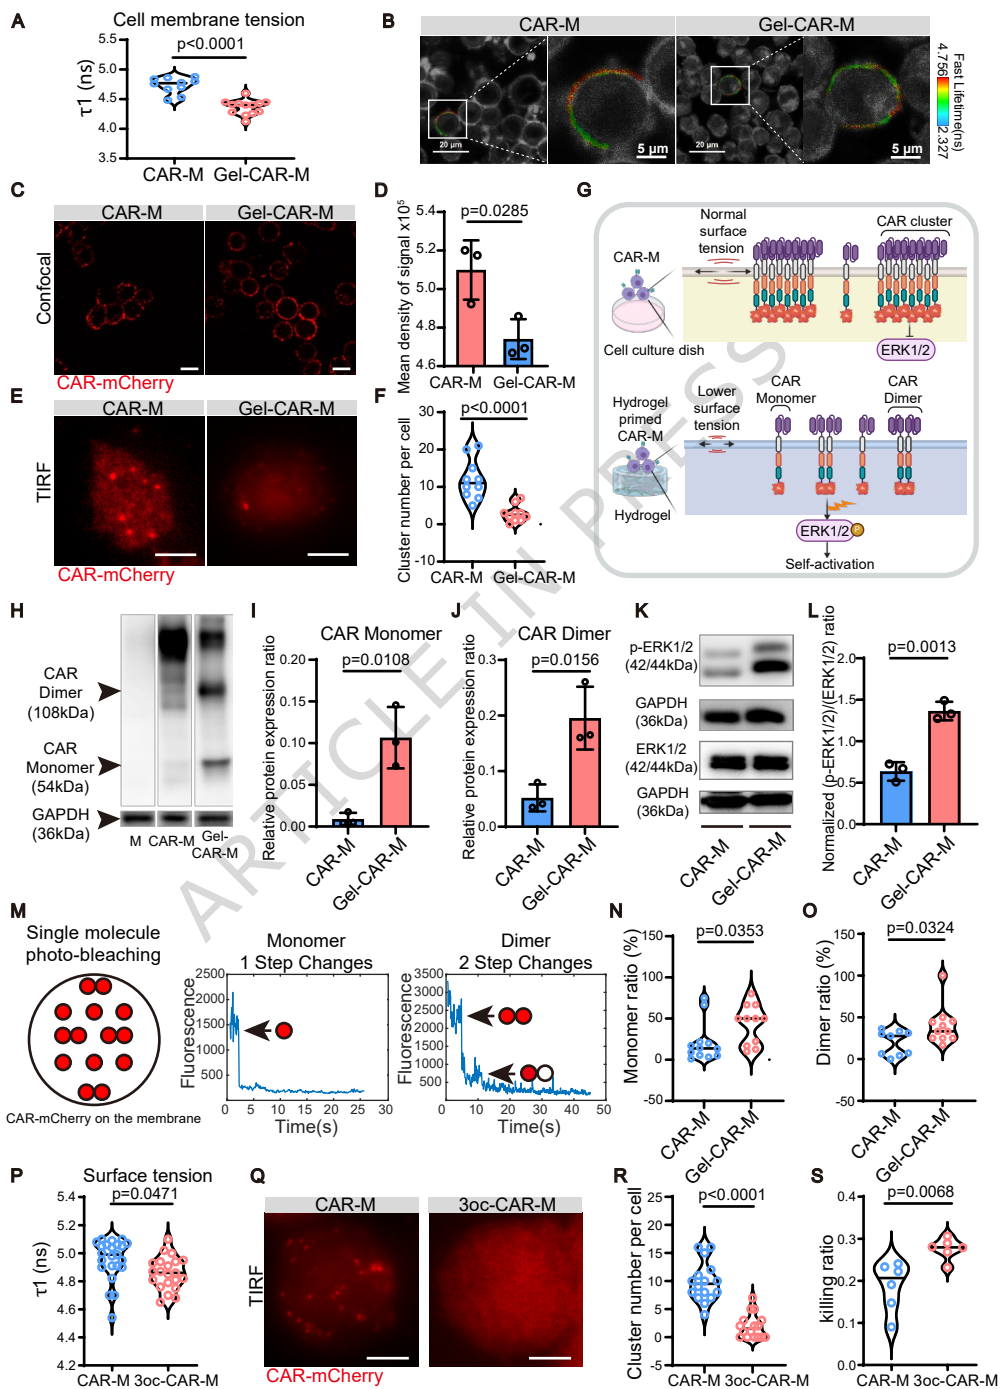 A
Cell membrane tension
p<0.0001
τ1 (ns)
5.5
5.0
4.5
4.0
3.5
CAR-M
Gel-CAR-M
B
CAR-M
Gel-CAR-M
20 μm
5 μm
20 μm
5 μm
4.756
2.327
Fast Lifetime(ns)
C
CAR-M
Gel-CAR-M
Confocal
CAR-mCherry
D
Mean density of signal x10⁵
p=0.0285
5.4
5.2
5.0
4.8
4.6
CAR-M
Gel-CAR-M
E
CAR-M
Gel-CAR-M
TIRF
CAR-mCherry
F
Cluster number per cell
p<0.0001
30
20
10
0
-10
CAR-M
Gel-CAR-M
G
Normal
surface
tension
CAR cluster
CAR-M
Cell culture dish
ERK1/2
Hydrogel
primed
CAR-M
Lower
surface
tension
CAR
Monomer
CAR
Dimer
Hydrogel
ERK1/2
P
Self-activation
H
CAR
Dimer
(108kDa)
CAR
Monomer
(54kDa)
GAPDH
(36kDa)
M
CAR-M
Gel-
CAR-M
I
CAR Monomer
p=0.0108
Relative protein expression ratio
0.20
0.15
0.10
0.05
0.00
CAR-M
Gel-CAR-M
J
CAR Dimer
p=0.0156
Relative protein expression ratio
0.3
0.2
0.1
0.0
CAR-M
Gel-CAR-M
K
p-ERK1/2
(42/44kDa)
GAPDH
(36kDa)
ERK1/2
(42/44kDa)
GAPDH
(36kDa)
CAR-M
Gel-CAR-M
L
Normalized (p-ERK1/2)/(ERK1/2) ratio
p=0.0013
2.0
1.5
1.0
0.5
0.0
CAR-M
Gel-CAR-M
M
Single molecule
photo-bleaching
CAR-mCherry on the membrane
Monomer
1 Step Changes
Fluorescence
2500
2000
1500
1000
500
0
0
10
20
30
Time(s)
Dimer
2 Step Changes
Fluorescence
3500
3000
2500
2000
1500
1000
500
0
10
20
30
40
50
Time(s)
N
Monomer ratio (%)
p=0.0353
150
100
50
0
-50
CAR-M
Gel-CAR-M
O
Dimer ratio (%)
p=0.0324
150
100
50
0
-50
CAR-M
Gel-CAR-M
P
Surface tension
p=0.0471
τ1 (ns)
5.4
5.2
5.0
4.8
4.6
4.4
4.2
CAR-M
3oc-CAR-M
Q
CAR-M
3oc-CAR-M
TIRF
CAR-mCherry
R
Cluster number per cell
p<0.0001
25
20
15
10
5
0
-5
CAR-M
3oc-CAR-M
S
killing ratio
p=0.0068
0.4
0.3
0.2
0.1
0.0
CAR-M
3oc-CAR-M
ARTICLE IN PRESS